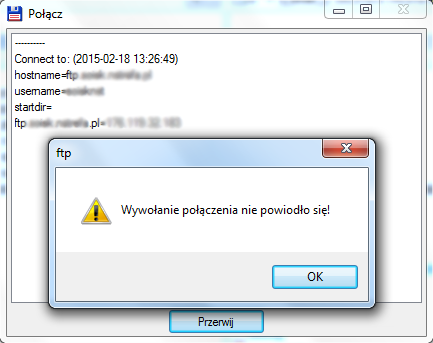 Połącz
----------
Connect to: (2015-02-18 13:26:49)
hostname=ftp
username=
startdir=
ftp .pl=
ftp
Wywołanie połączenia nie powiodło się!
OK
Przerwij